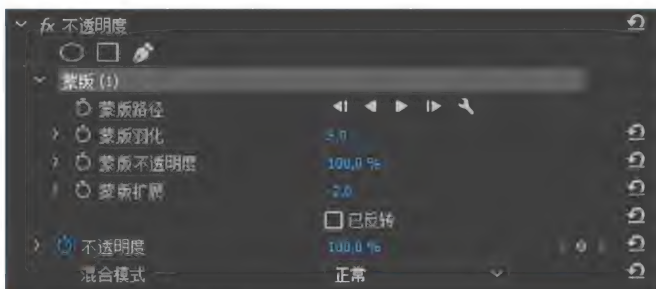 fx 不透明度
蒙版 (1)
蒙版路径
蒙版羽化
蒙版不透明度 100.0 %
蒙版扩展 -2.0
已反转
不透明度 100.0 %
混合模式 正常